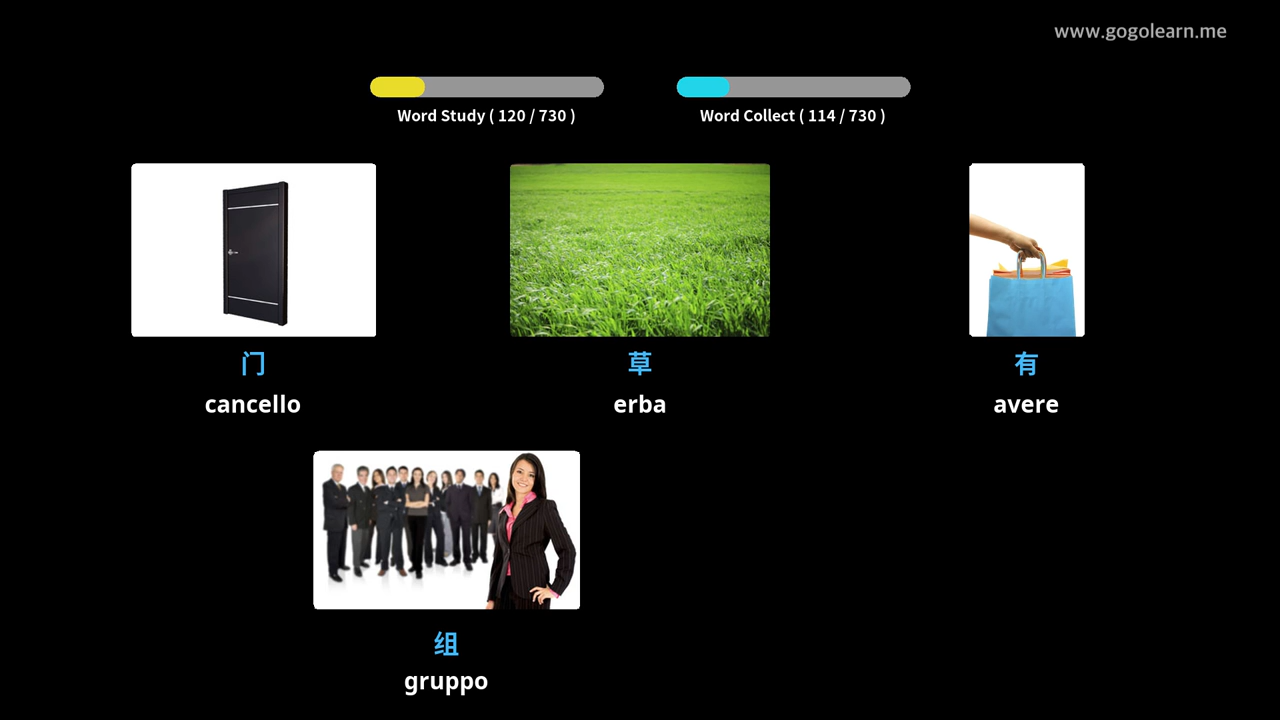 www.gogolearn.me
Word Study ( 120 / 730 )
Word Collect ( 114 / 730 )
门
cancello
草
erba
有
avere
组
gruppo